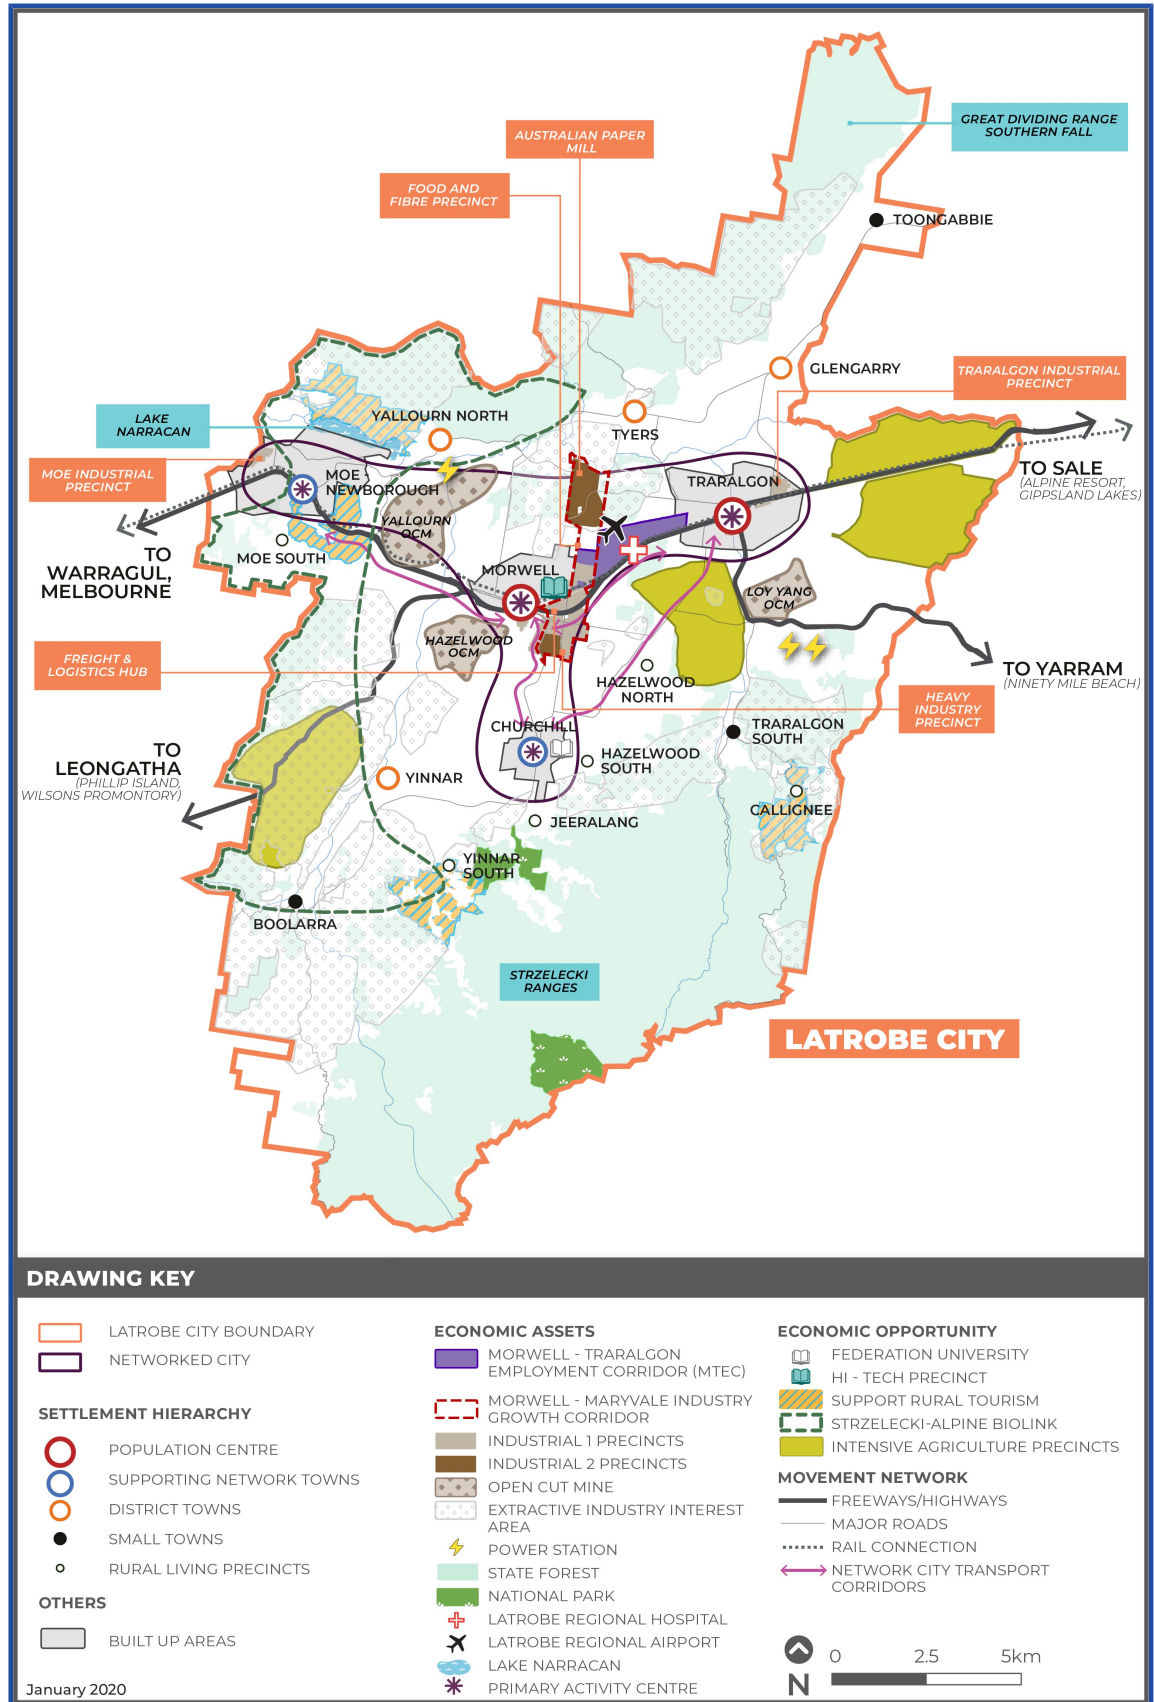 AUSTRALIAN PAPER
MILL
GREAT DIVIDING RANGE
SOUTHERN FALL
FOOD AND
FIBRE PRECINCT
TOONGABBIE
GLENGARRY
TRARALGON INDUSTRIAL
PRECINCT
LAKE
NARRACAN
YALLOURN NORTH
TYERS
MOE INDUSTRIAL
PRECINCT
MOE -
NEWBOROUGH
TRARALGON
TO SALE
(ALPINE RESORT,
GIPPSLAND LAKES)
YALLOURN
OCM
MOE SOUTH
TO
WARRAGUL,
MELBOURNE
MORWELL
LOY YANG
OCM
HAZELWOOD
OCM
FREIGHT &
LOGISTICS HUB
HAZELWOOD
NORTH
TO YARRAM
(NINETY MILE BEACH)
HEAVY
INDUSTRY
PRECINCT
CHURCHILL
TRARALGON
SOUTH
TO
LEONGATHA
(PHILLIP ISLAND,
WILSONS PROMONTORY)
HAZELWOOD
SOUTH
YINNAR
CALLIGNEE
JEERALANG
YINNAR
SOUTH
BOOLARRA
STRZELECKI
RANGES
LATROBE CITY
DRAWING KEY
LATROBE CITY BOUNDARY
NETWORKED CITY
SETTLEMENT HIERARCHY
POPULATION CENTRE
SUPPORTING NETWORK TOWNS
DISTRICT TOWNS
SMALL TOWNS
RURAL LIVING PRECINCTS
OTHERS
BUILT UP AREAS
January 2020
ECONOMIC ASSETS
MORWELL - TRARALGON
EMPLOYMENT CORRIDOR (MTEC)
MORWELL - MARYVALE INDUSTRY
GROWTH CORRIDOR
INDUSTRIAL 1 PRECINCTS
INDUSTRIAL 2 PRECINCTS
OPEN CUT MINE
EXTRACTIVE INDUSTRY INTEREST
AREA
POWER STATION
STATE FOREST
NATIONAL PARK
LATROBE REGIONAL HOSPITAL
LATROBE REGIONAL AIRPORT
LAKE NARRACAN
PRIMARY ACTIVITY CENTRE
ECONOMIC OPPORTUNITY
FEDERATION UNIVERSITY
HI - TECH PRECINCT
SUPPORT RURAL TOURISM
STRZELECKI-ALPINE BIOLINK
INTENSIVE AGRICULTURE PRECINCTS
MOVEMENT NETWORK
FREEWAYS/HIGHWAYS
MAJOR ROADS
RAIL CONNECTION
NETWORK CITY TRANSPORT
CORRIDORS
0 2.5 5km
N